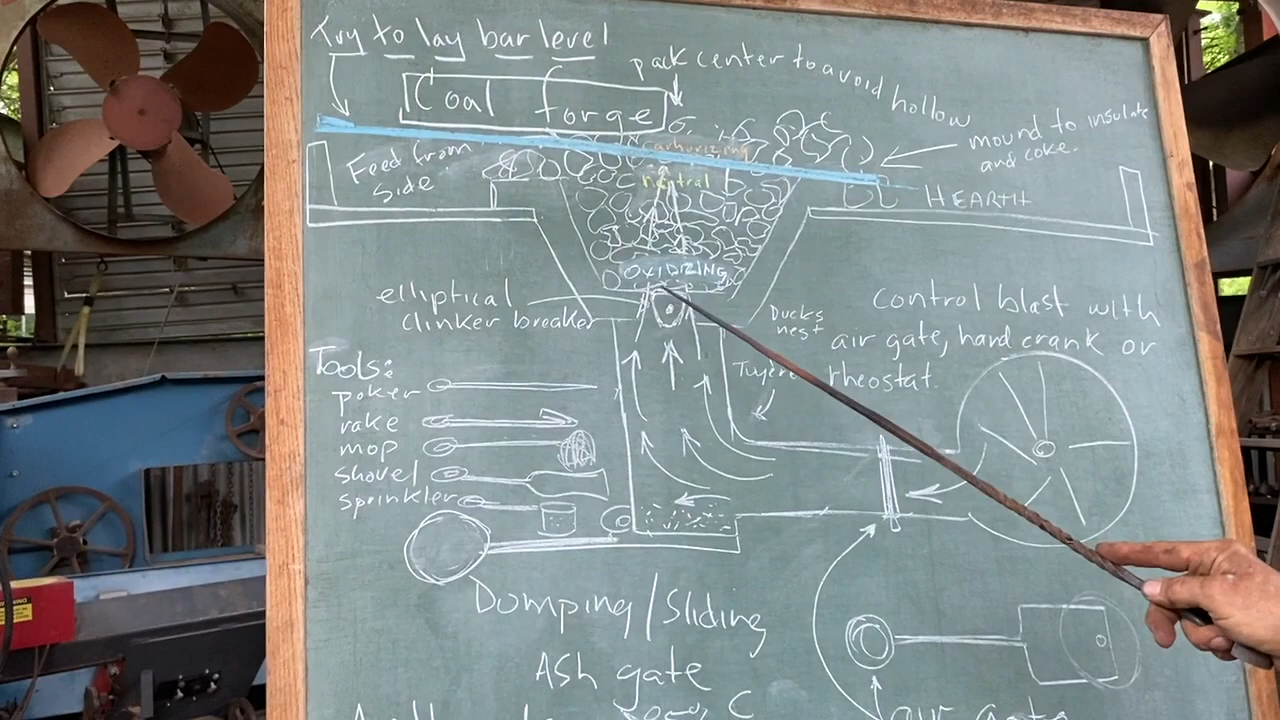 Try to lay bar level
pack center to avoid hollow
Coal forge
mound to insulate
and coke.
carburizing
Feed from
side
neutral
HEARTH
OXIDIZING
elliptical
clinker breaker
Ducks
nest
control blast with
air gate, hand crank or
rheostat.
Tuyere
Tools:
poker
rake
mop
shovel
sprinkler
Dumping/Sliding
ASH gate
air gate